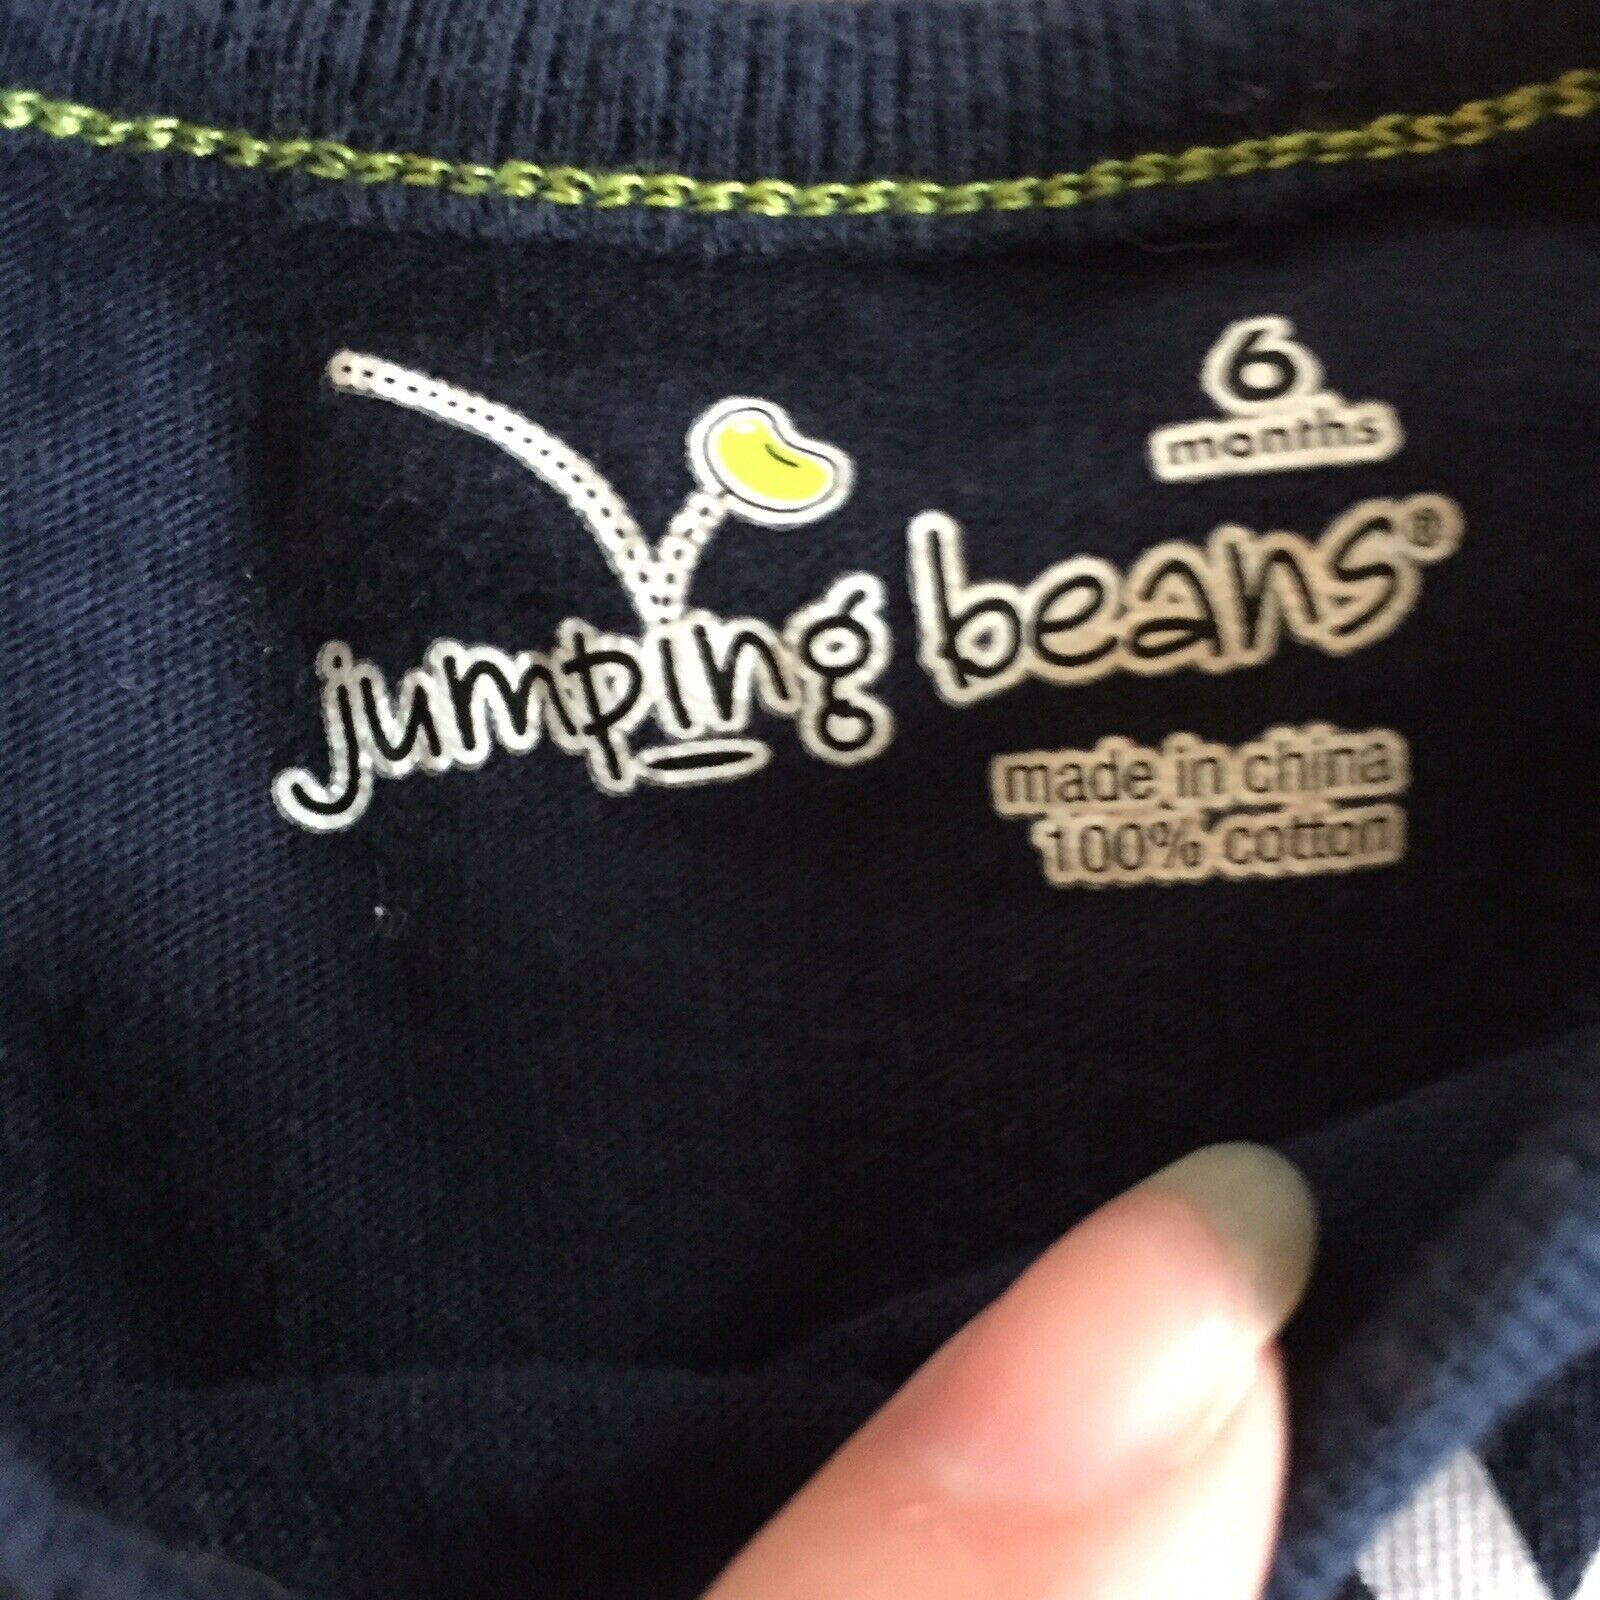 6
months
jumping beans®
made in china
100% cotton